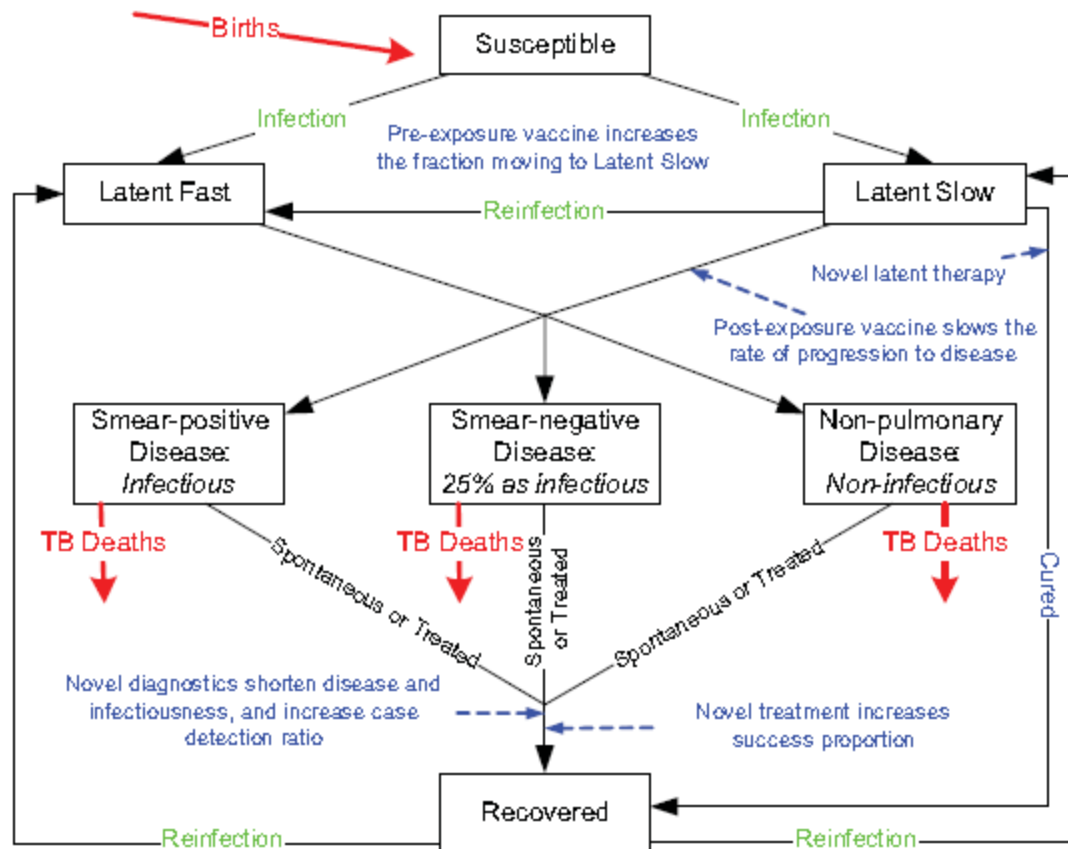 Births
Susceptible
Infection
Infection
Pre-exposure vaccine increases
the fraction moving to Latent Slow
Latent Fast
Latent Slow
Reinfection
Novel latent therapy
Post-exposure vaccine slows the
rate of progression to disease
Smear-positive
Disease:
Infectious
Smear-negative
Disease:
25% as infectious
Non-pulmonary
Disease:
Non-infectious
TB Deaths
TB Deaths
TB Deaths
Spontaneous or Treated
Spontaneous
or Treated
Spontaneous or Treated
Cured
Novel diagnostics shorten disease and
infectiousness, and increase case
detection ratio
Novel treatment increases
success proportion
Recovered
Reinfection
Reinfection